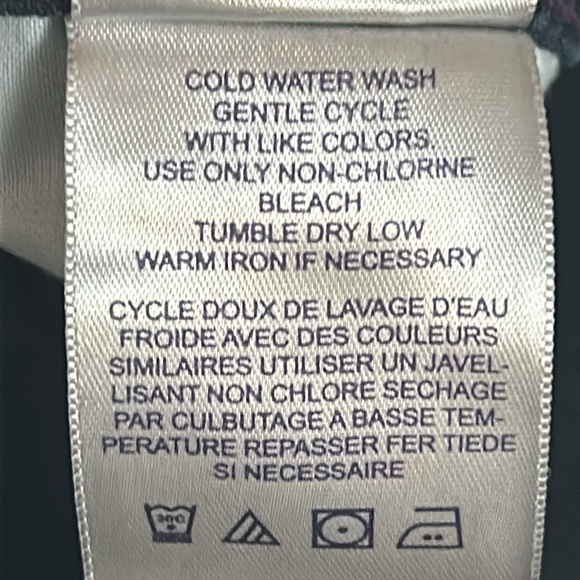 COLD WATER WASH
GENTLE CYCLE
WITH LIKE COLORS.
USE ONLY NON-CHLORINE
BLEACH
TUMBLE DRY LOW
WARM IRON IF NECESSARY
CYCLE DOUX DE LAVAGE D'EAU
FROIDE AVEC DES COULEURS
SIMILAIRES UTILISER UN JAVEL-
LISANT NON CHLORE SECHAGE
PAR CULBUTAGE A BASSE TEM-
PERATURE REPASSER FER TIEDE
SI NECESSAIRE
30°C